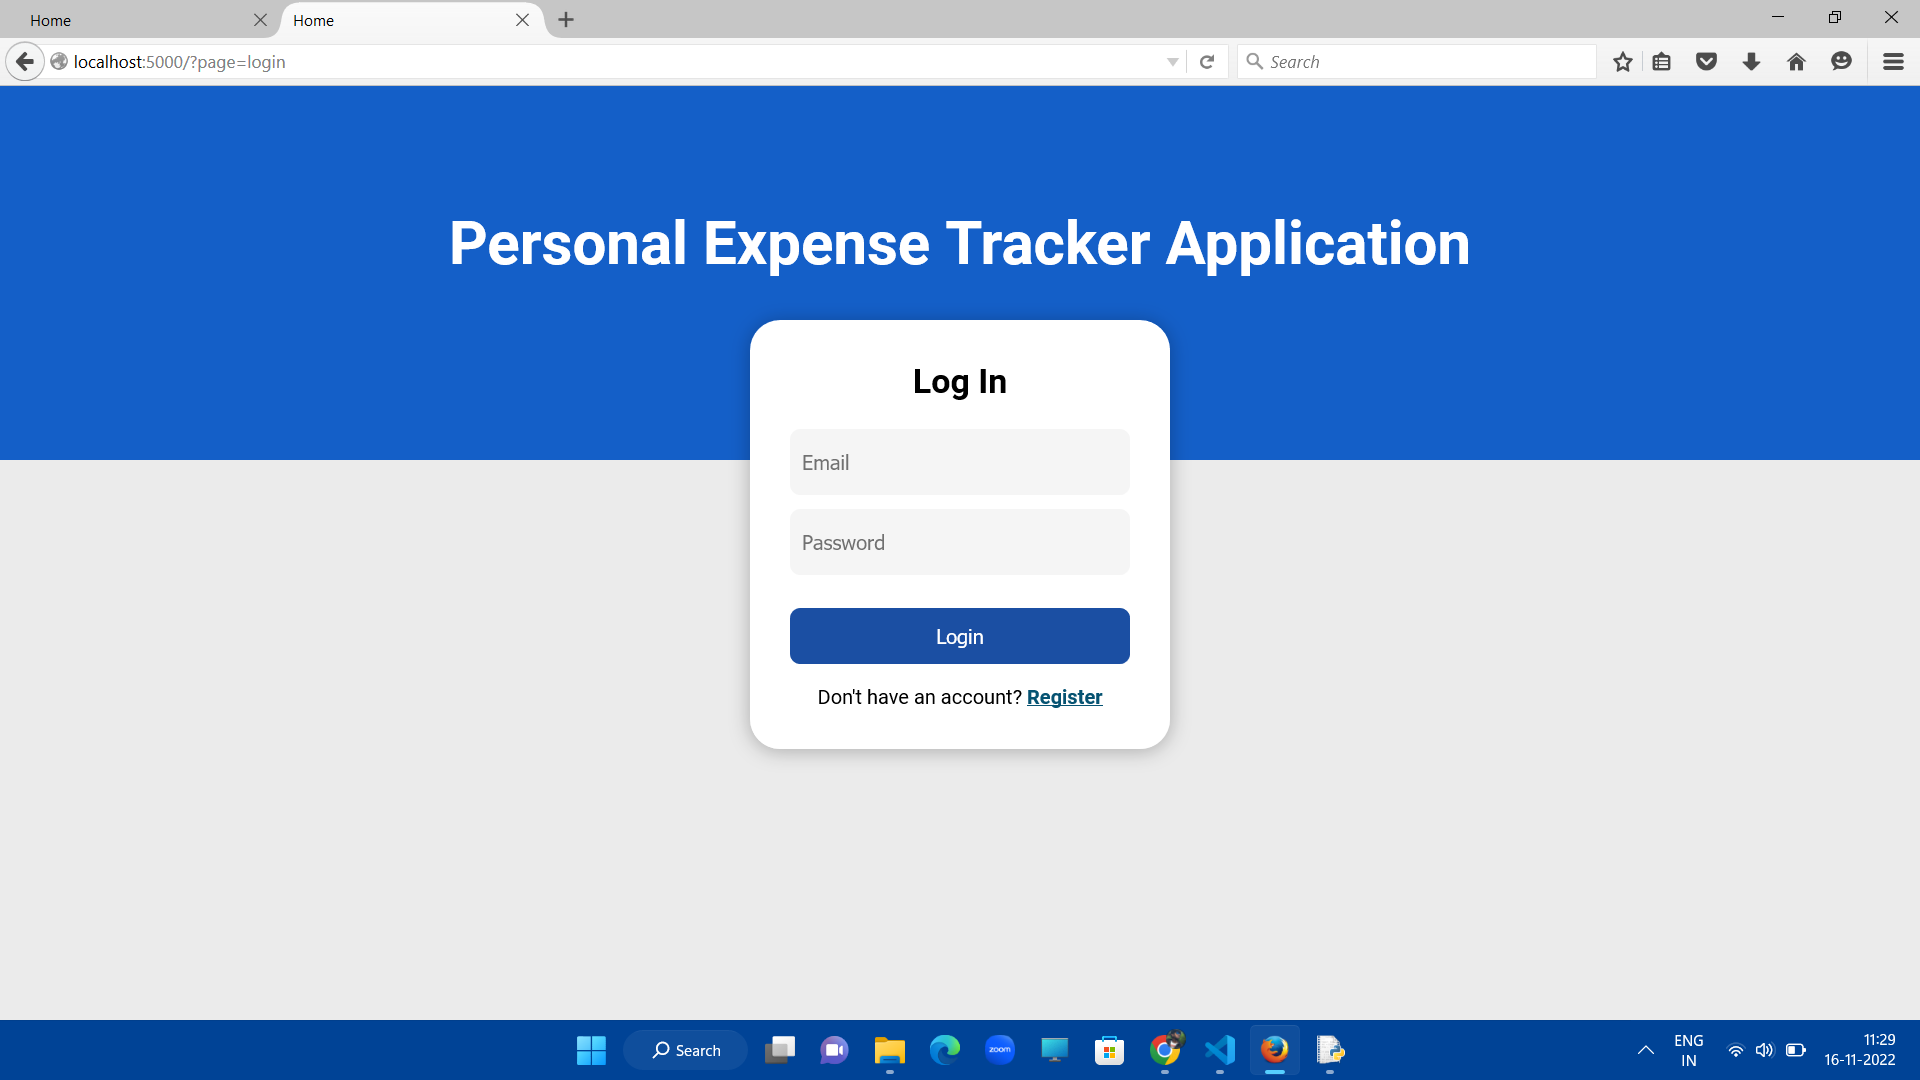 Home
Home
localhost:5000/?page=login
Search
Personal Expense Tracker Application
Log In
Email
Password
Login
Don't have an account? Register
Search
zoom
ENG
IN
11:29
16-11-2022